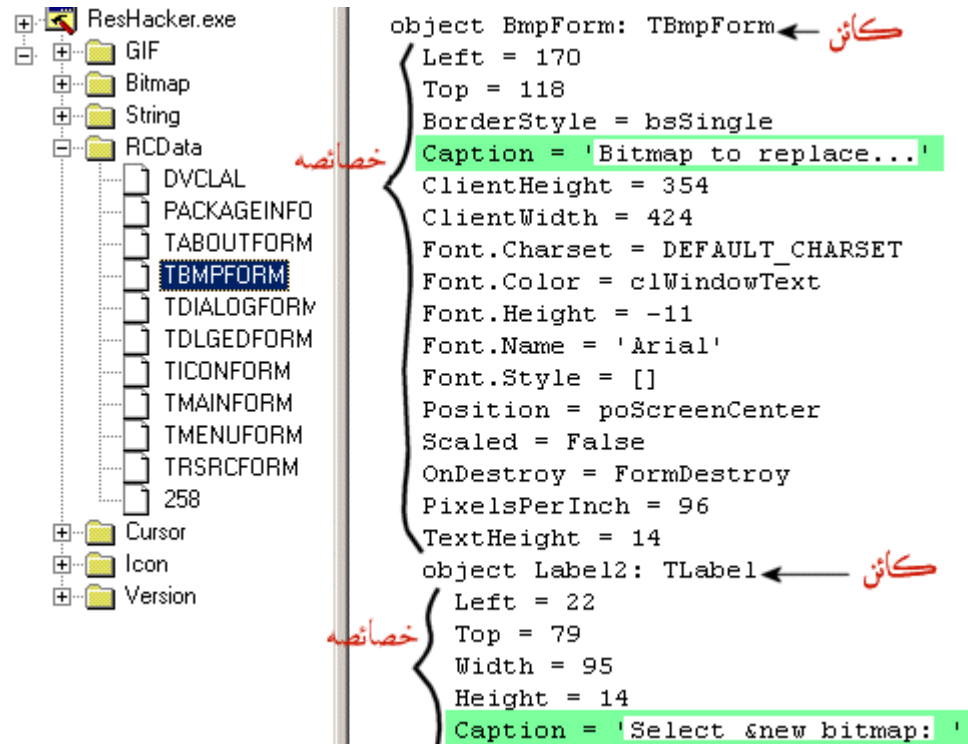 ResHacker.exe
GIF
Bitmap
String
RCData
DVCLAL
PACKAGEINFO
TABOUTFORM
TBMPFORM
TDIALOGFORM
TDLGEDFORM
TICONFORM
TMAINFORM
TMENUFORM
TRSRCFORM
258
Cursor
Icon
Version
object BmpForm: TBmpForm كائن
Left = 170
Top = 118
BorderStyle = bsSingle
Caption = 'Bitmap to replace...'
خصائصه
ClientHeight = 354
ClientWidth = 424
Font.Charset = DEFAULT_CHARSET
Font.Color = clWindowText
Font.Height = -11
Font.Name = 'Arial'
Font.Style = []
Position = poScreenCenter
Scaled = False
OnDestroy = FormDestroy
PixelsPerInch = 96
TextHeight = 14
object Label2: TLabel كائن
Left = 22
خصائصه
Top = 79
Width = 95
Height = 14
Caption = 'Select &new bitmap: '